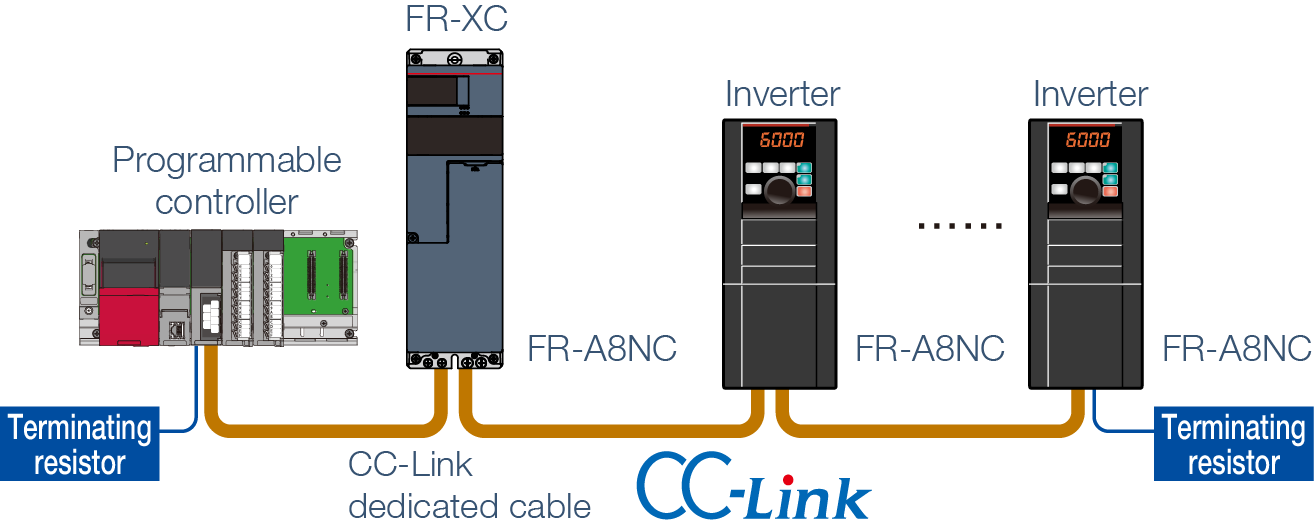 FR-XC
Inverter
Inverter
6000
6000
Programmable
controller
......
FR-A8NC
FR-A8NC
FR-A8NC
Terminating
resistor
Terminating
resistor
CC-Link
dedicated cable
CC-Link